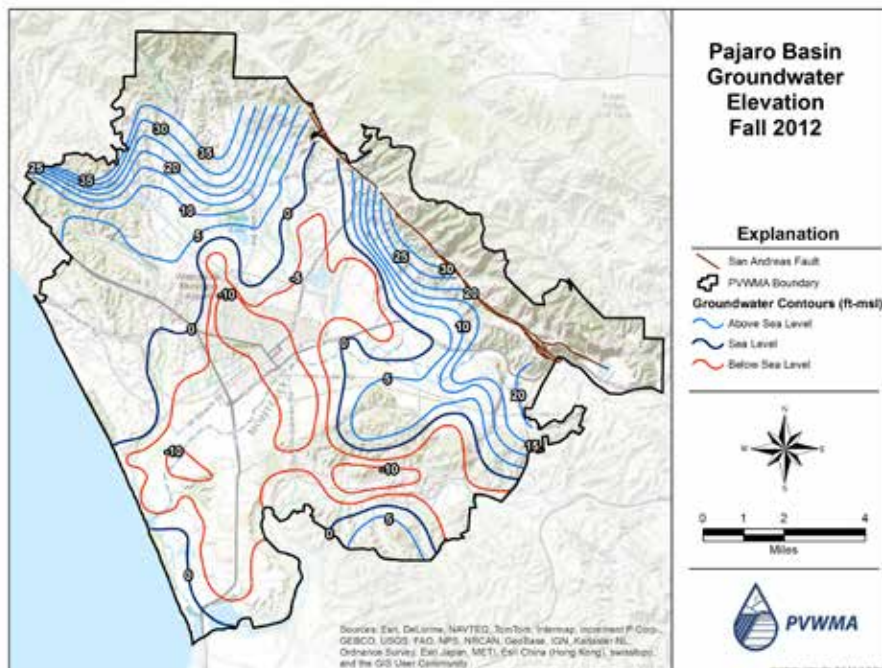 Pajaro Basin
Groundwater
Elevation
Fall 2012
Explanation
San Andreas Fault
PVWMA Boundary
Groundwater Contours (ft-msl)
Above Sea Level
Sea Level
Below Sea Level
N
W
E
S
0 1 2 4
Miles
PVWMA
30
35
25
35
20
10
5
0
-5
-10
25
30
20
10
0
0
5
20
15
-10
-10
5
0
0
Sources: Esri, DeLorme, NAVTEQ, TomTom, Intermap, increment P Corp.,
GEBCO, USGS, FAO, NPS, NRCAN, GeoBase, IGN, Kadaster NL,
Ordnance Survey, Esri Japan, METI, Esri China (Hong Kong), swisstopo,
and the GIS User Community